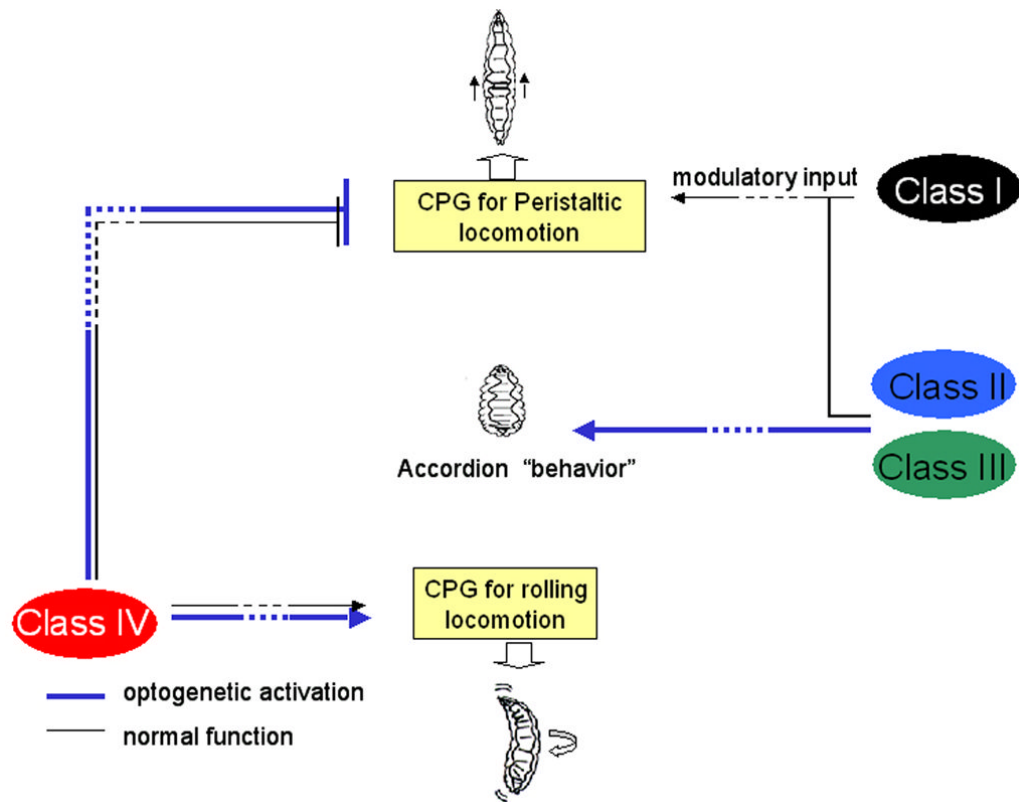 modulatory input
Class I
CPG for Peristaltic
locomotion
Class II
Accordion "behavior"
Class III
CPG for rolling
locomotion
Class IV
optogenetic activation
normal function